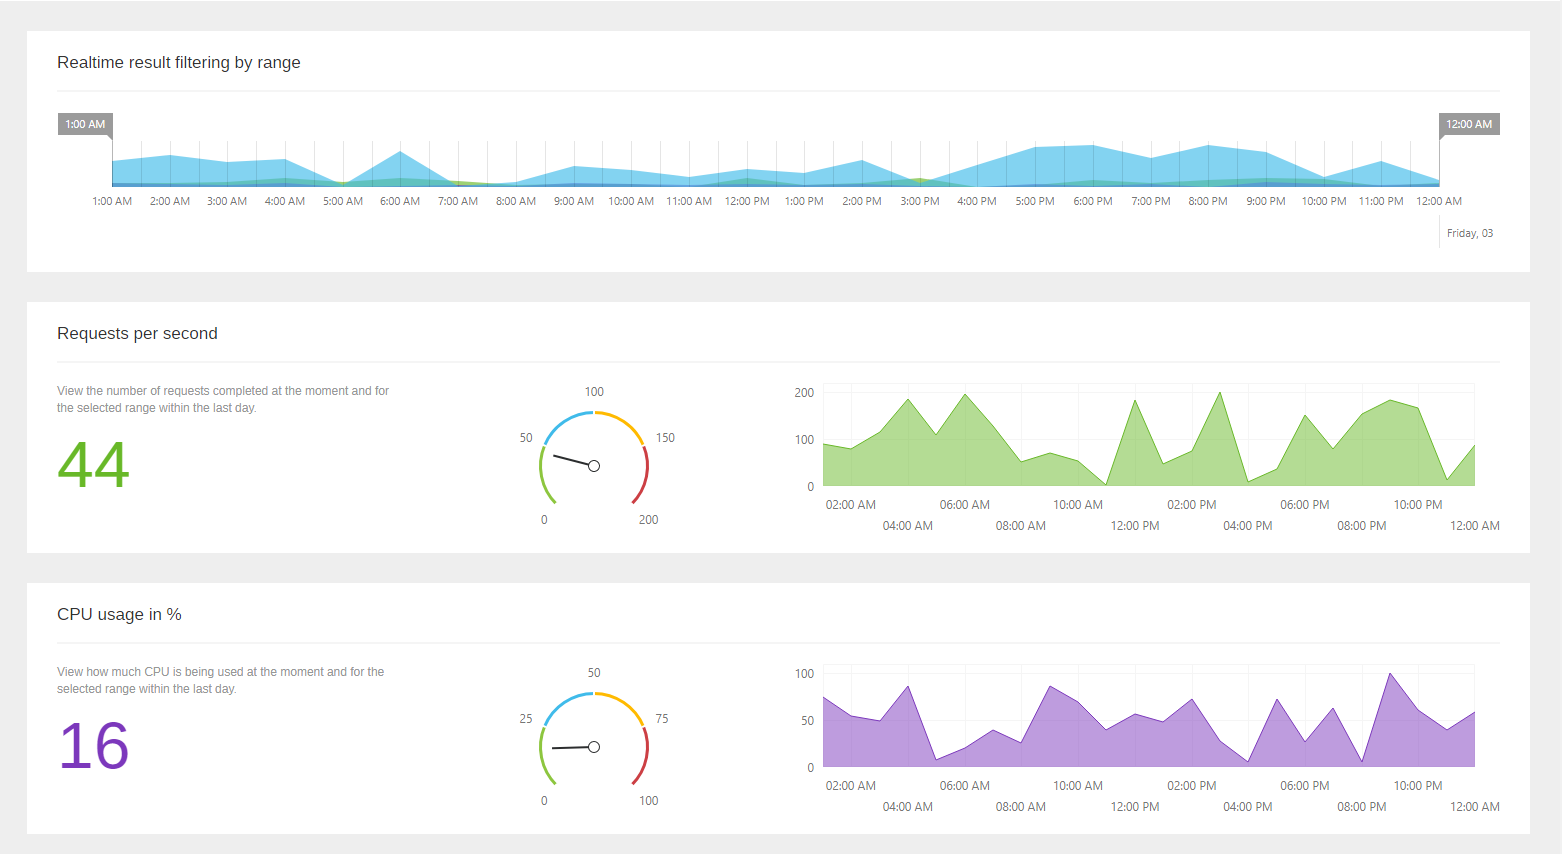 Realtime result filtering by range
1:00 AM
12:00 AM
1:00 AM 2:00 AM 3:00 AM 4:00 AM 5:00 AM 6:00 AM 7:00 AM 8:00 AM 9:00 AM 10:00 AM 11:00 AM 12:00 PM 1:00 PM 2:00 PM 3:00 PM 4:00 PM 5:00 PM 6:00 PM 7:00 PM 8:00 PM 9:00 PM 10:00 PM 11:00 PM 12:00 AM
Friday, 03
Requests per second
View the number of requests completed at the moment and for
the selected range within the last day.
44
0
50
100
150
200
200
100
0
02:00 AM 06:00 AM 10:00 AM 02:00 PM 06:00 PM 10:00 PM
04:00 AM 08:00 AM 12:00 PM 04:00 PM 08:00 PM 12:00 AM
CPU usage in %
View how much CPU is being used at the moment and for the
selected range within the last day.
16
0
25
50
75
100
100
50
0
02:00 AM 06:00 AM 10:00 AM 02:00 PM 06:00 PM 10:00 PM
04:00 AM 08:00 AM 12:00 PM 04:00 PM 08:00 PM 12:00 AM